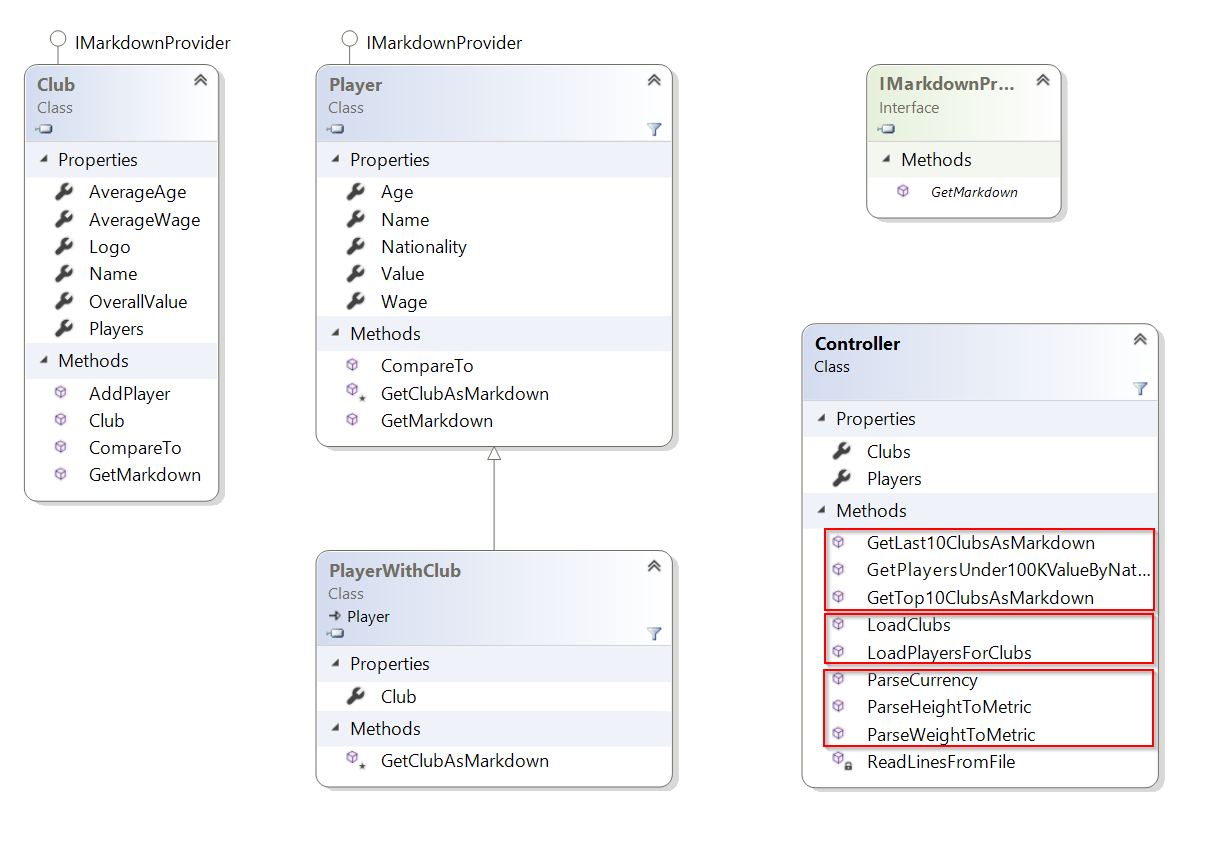 IMarkdownProvider
Club
Class
Properties
AverageAge
AverageWage
Logo
Name
OverallValue
Players
Methods
AddPlayer
Club
CompareTo
GetMarkdown
IMarkdownProvider
Player
Class
Properties
Age
Name
Nationality
Value
Wage
Methods
CompareTo
GetClubAsMarkdown
GetMarkdown
PlayerWithClub
Class
Player
Properties
Club
Methods
GetClubAsMarkdown
IMarkdownPr...
Interface
Methods
GetMarkdown
Controller
Class
Properties
Clubs
Players
Methods
GetLast10ClubsAsMarkdown
GetPlayersUnder100KValueByNat...
GetTop10ClubsAsMarkdown
LoadClubs
LoadPlayersForClubs
ParseCurrency
ParseHeightToMetric
ParseWeightToMetric
ReadLinesFromFile